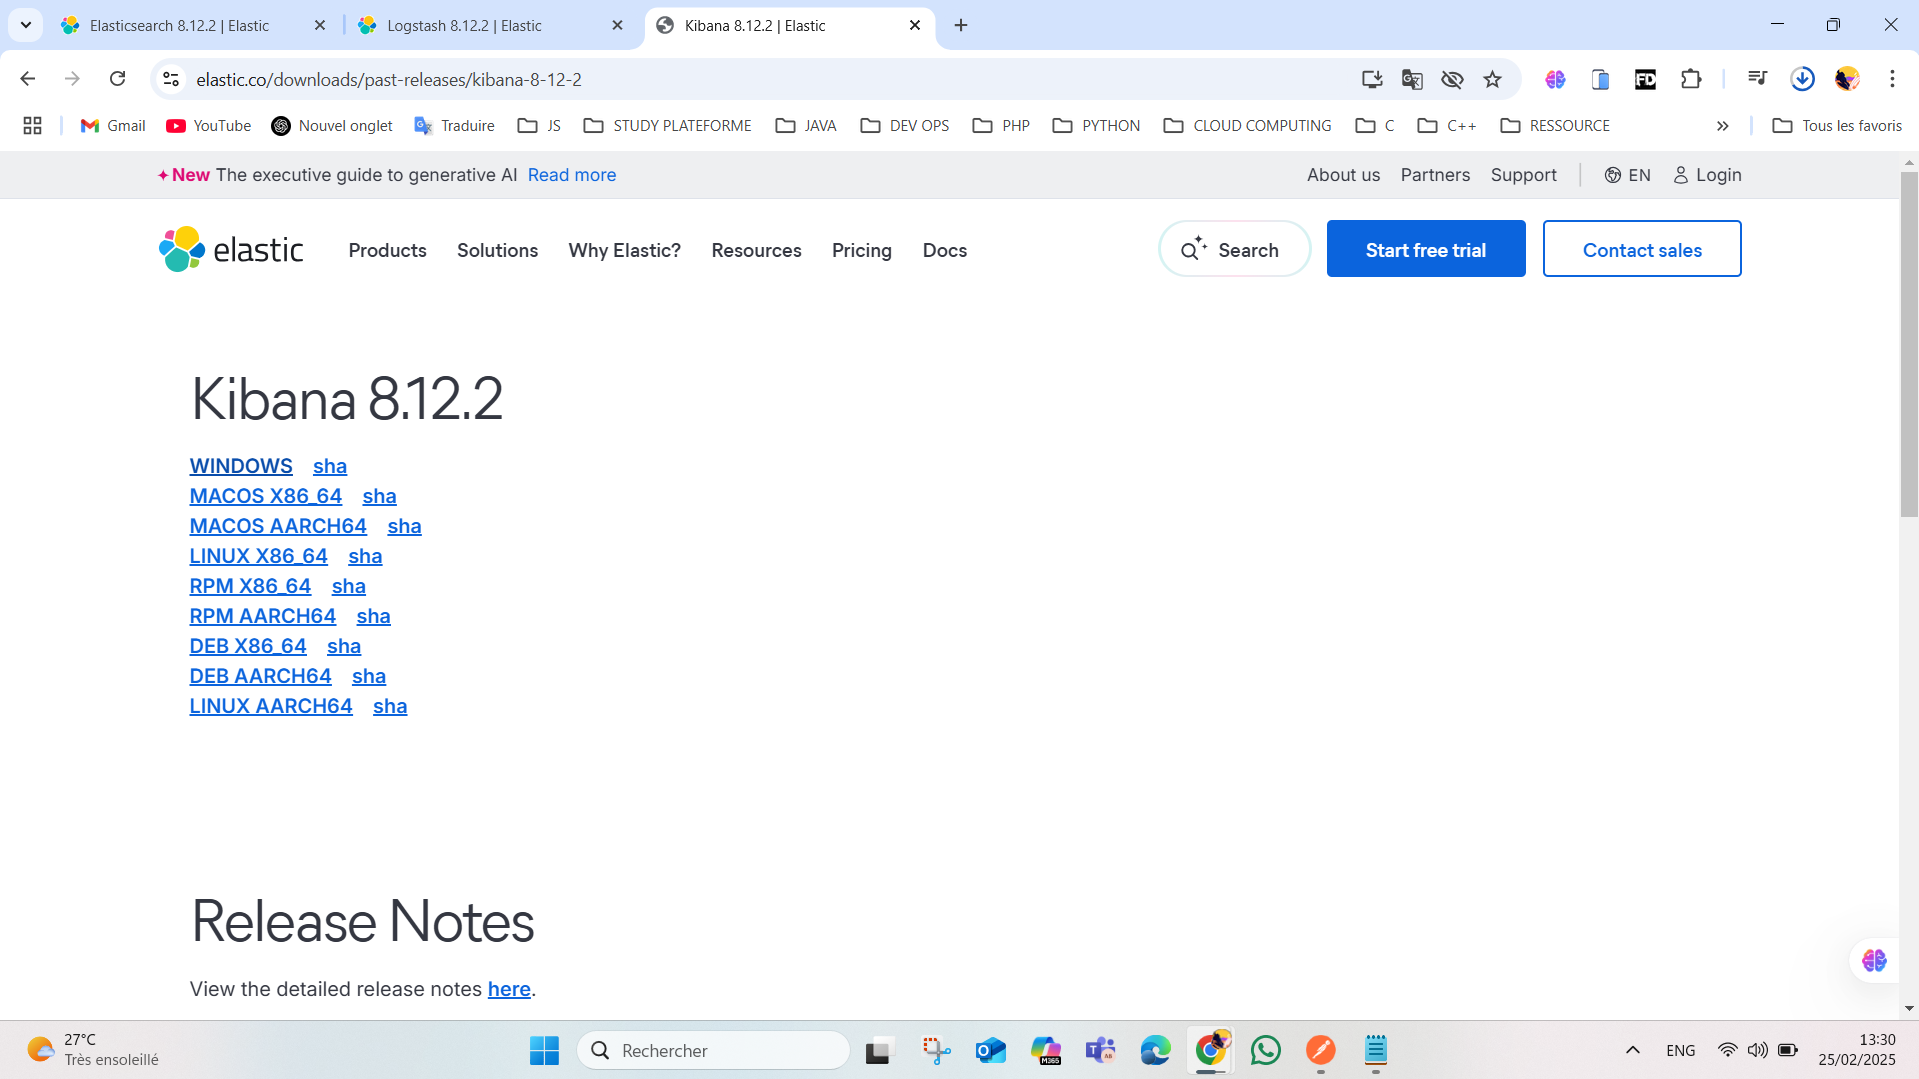 Elasticsearch 8.12.2 | Elastic
Logstash 8.12.2 | Elastic
Kibana 8.12.2 | Elastic
elastic.co/downloads/past-releases/kibana-8-12-2
FD
Gmail YouTube Nouvel onglet Traduire JS STUDY PLATEFORME JAVA DEV OPS PHP PYTHON CLOUD COMPUTING C C++ RESSOURCE » Tous les favoris
New The executive guide to generative AI Read more About us Partners Support EN Login
elastic Products Solutions Why Elastic? Resources Pricing Docs Search Start free trial Contact sales
Kibana 8.12.2
WINDOWS sha
MACOS X86_64 sha
MACOS AARCH64 sha
LINUX X86_64 sha
RPM X86_64 sha
RPM AARCH64 sha
DEB X86_64 sha
DEB AARCH64 sha
LINUX AARCH64 sha
Release Notes
View the detailed release notes here.
27°C
Très ensoleillé
Rechercher
M365
ENG
13:30
25/02/2025